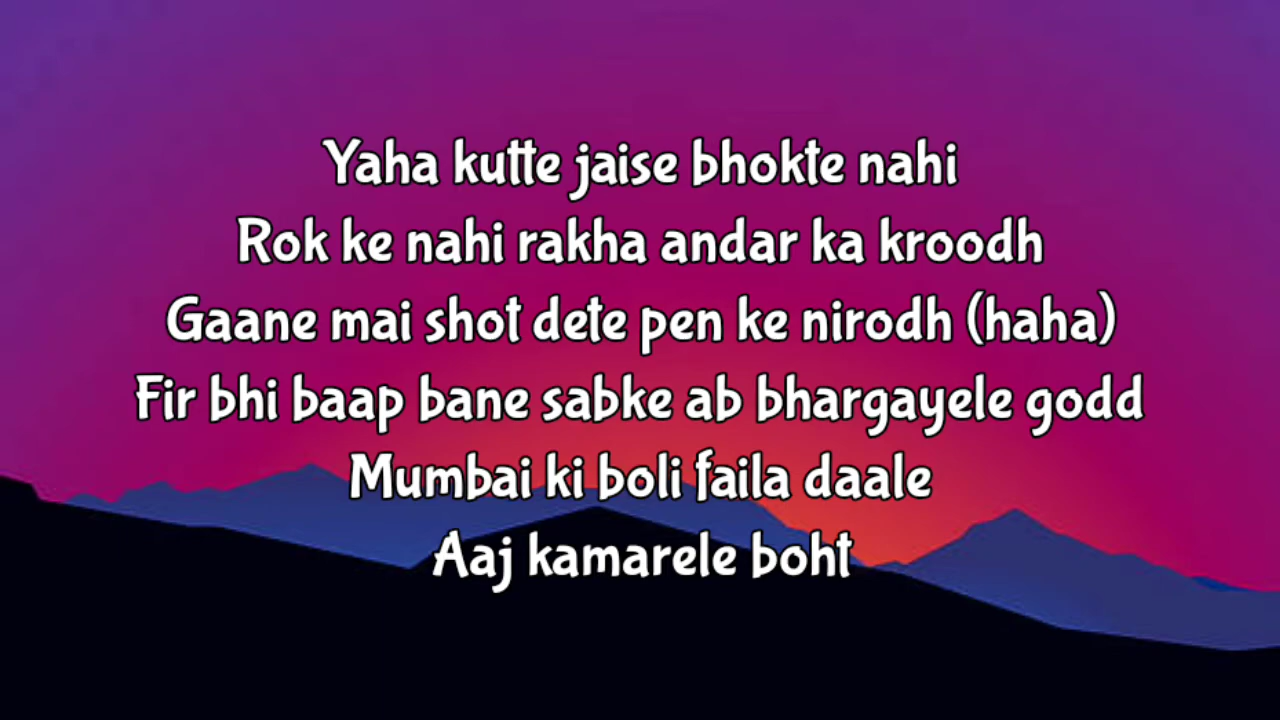 Yaha kutte jaise bhokte nahi
Rok ke nahi rakha andar ka kroodh
Gaane mai shot dete pen ke nirodh (haha)
Fir bhi baap bane sabke ab bhargayele godd
Mumbai ki boli faila daale
Aaj kamarele boht